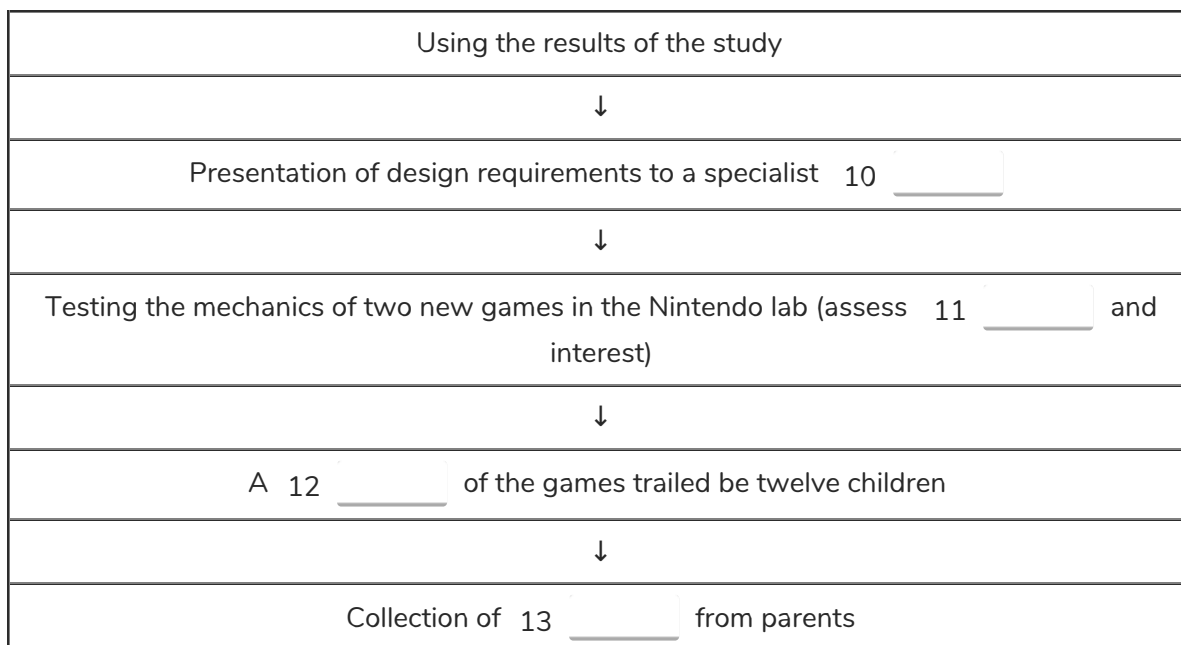 Using the results of the study
↓
Presentation of design requirements to a specialist 10
↓
Testing the mechanics of two new games in the Nintendo lab (assess 11 and
interest)
↓
A 12 of the games trailed be twelve children
↓
Collection of 13 from parents